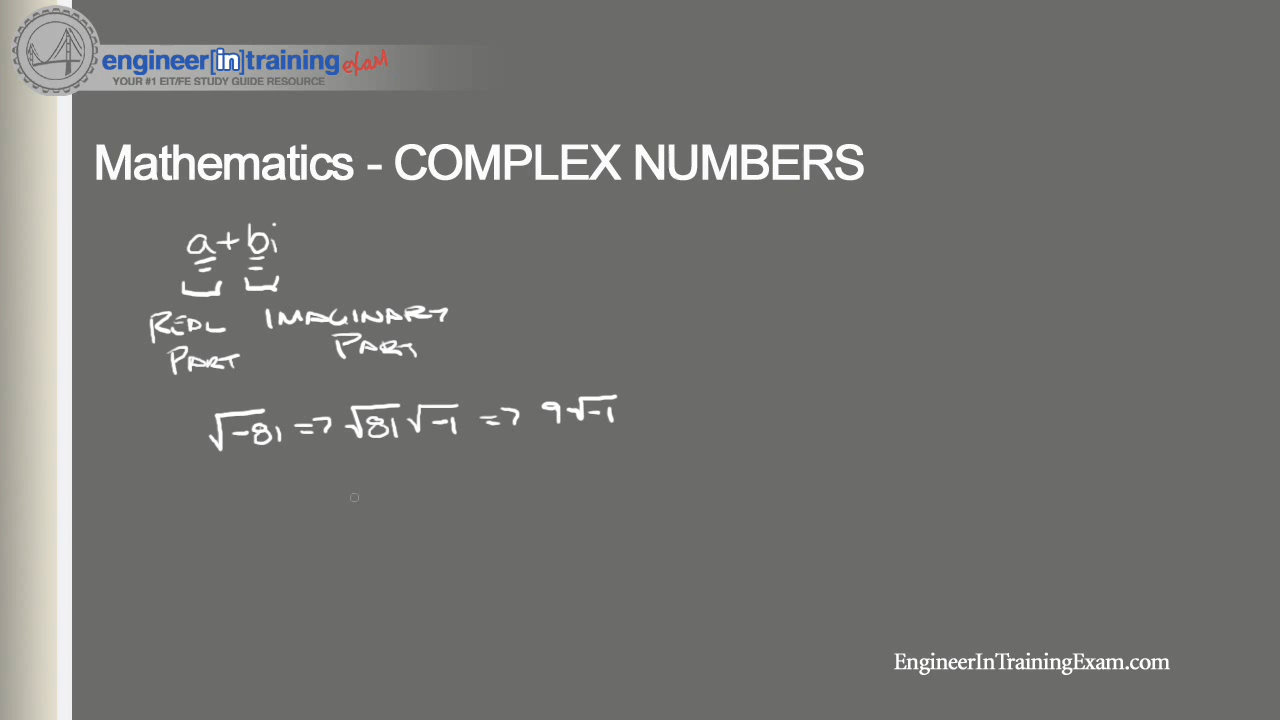 engineer[in]training exam
YOUR #1 EIT/FE STUDY GUIDE RESOURCE
Mathematics - COMPLEX NUMBERS
a + bi
REAL IMAGINARY
PART PART
√-81 => √81 √-1 => 9√-1
EngineerInTrainingExam.com